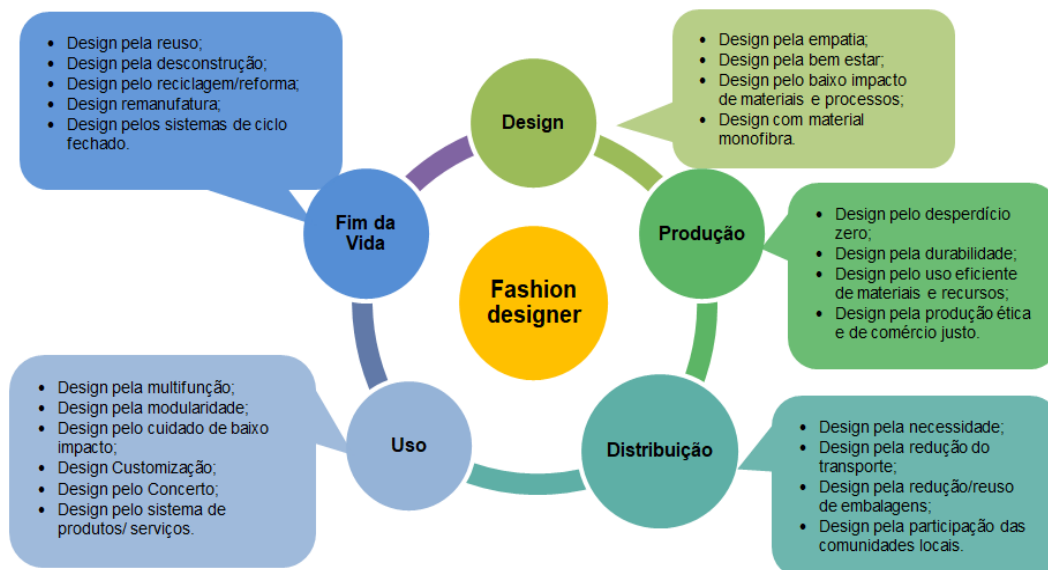 • Design pela reuso;
• Design pela desconstrução;
• Design pelo reciclagem/reforma;
• Design remanufatura;
• Design pelos sistemas de ciclo
fechado.
• Design pela empatia;
• Design pela bem estar;
• Design pelo baixo impacto
de materiais e processos;
• Design com material
monofibra.
Design
Fim da
Vida
Produção
• Design pelo desperdício
zero;
• Design pela durabilidade;
• Design pelo uso eficiente
de materiais e recursos;
• Design pela produção ética
e de comércio justo.
Fashion
designer
• Design pela multifunção;
• Design pela modularidade;
• Design pelo cuidado de baixo
impacto;
• Design Customização;
• Design pelo Concerto;
• Design pelo sistema de
produtos/ serviços.
Uso
Distribuição
• Design pela necessidade;
• Design pela redução do
transporte;
• Design pela redução/reuso
de embalagens;
• Design pela participação das
comunidades locais.